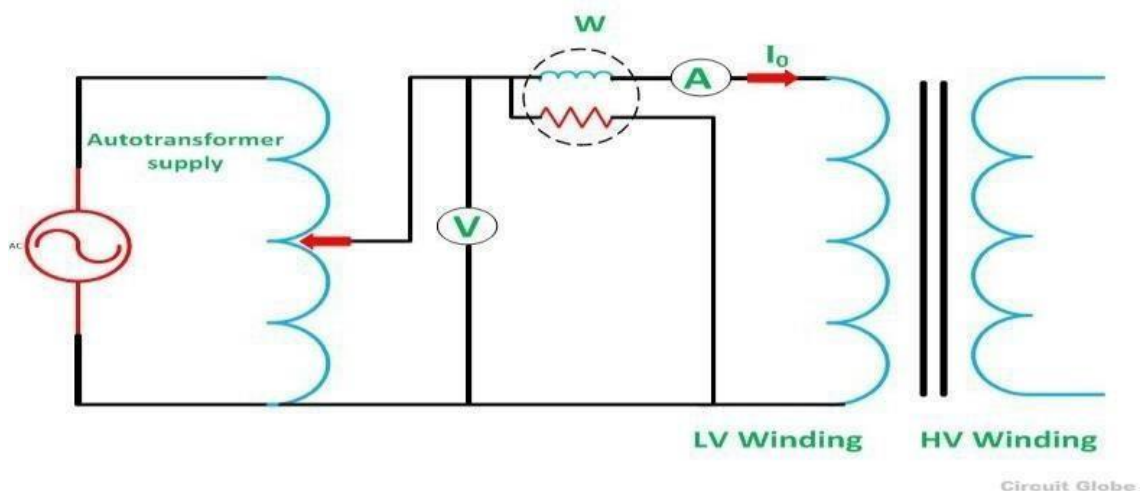 W
I₀
A
Autotransformer
supply
V
AC
LV Winding
HV Winding
Circuit Globe